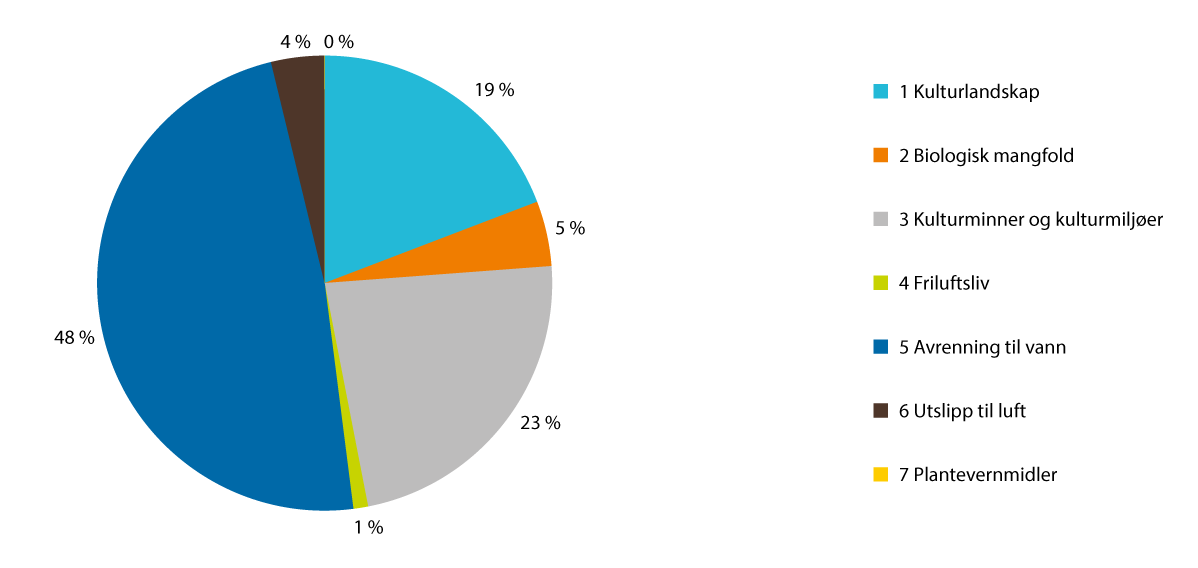 4 %
0 %
19 %
5 %
48 %
23 %
1 %
1 Kulturlandskap
2 Biologisk mangfold
3 Kulturminner og kulturmiljøer
4 Friluftsliv
5 Avrenning til vann
6 Utslipp til luft
7 Plantevernmidler